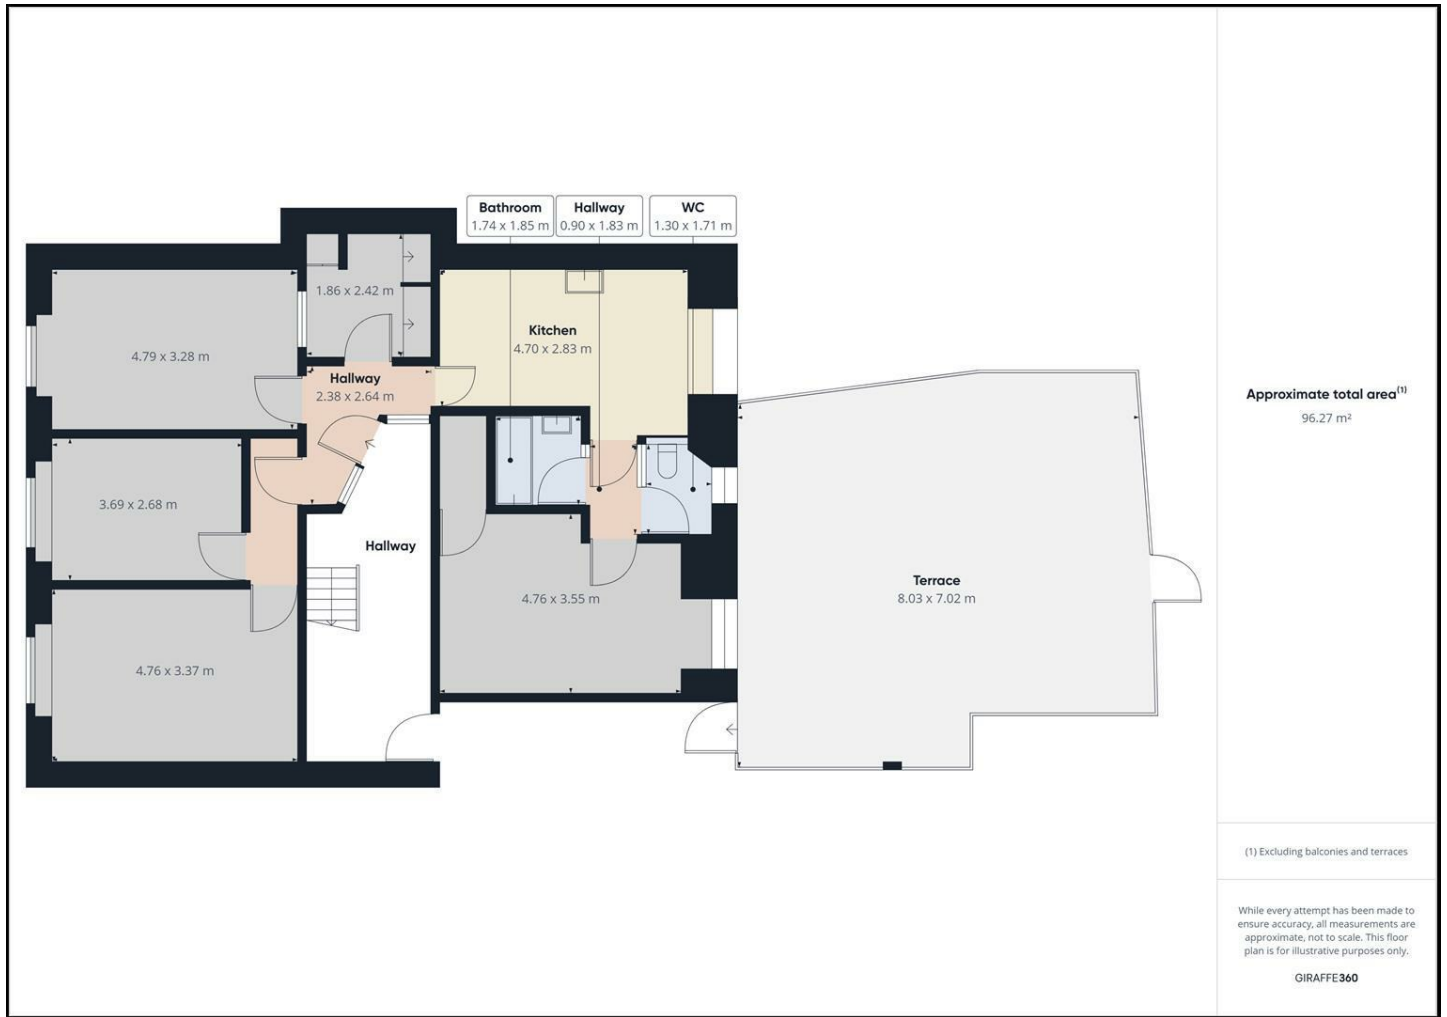 Bathroom
1.74 x 1.85 m
Hallway
0.90 x 1.83 m
WC
1.30 x 1.71 m
1.86 x 2.42 m
Kitchen
4.70 x 2.83 m
4.79 x 3.28 m
Hallway
2.38 x 2.64 m
3.69 x 2.68 m
Hallway
4.76 x 3.55 m
4.76 x 3.37 m
Terrace
8.03 x 7.02 m
Approximate total area(1)
96.27 m²
(1) Excluding balconies and terraces
While every attempt has been made to
ensure accuracy, all measurements are
approximate, not to scale. This floor
plan is for illustrative purposes only.
GIRAFFE360